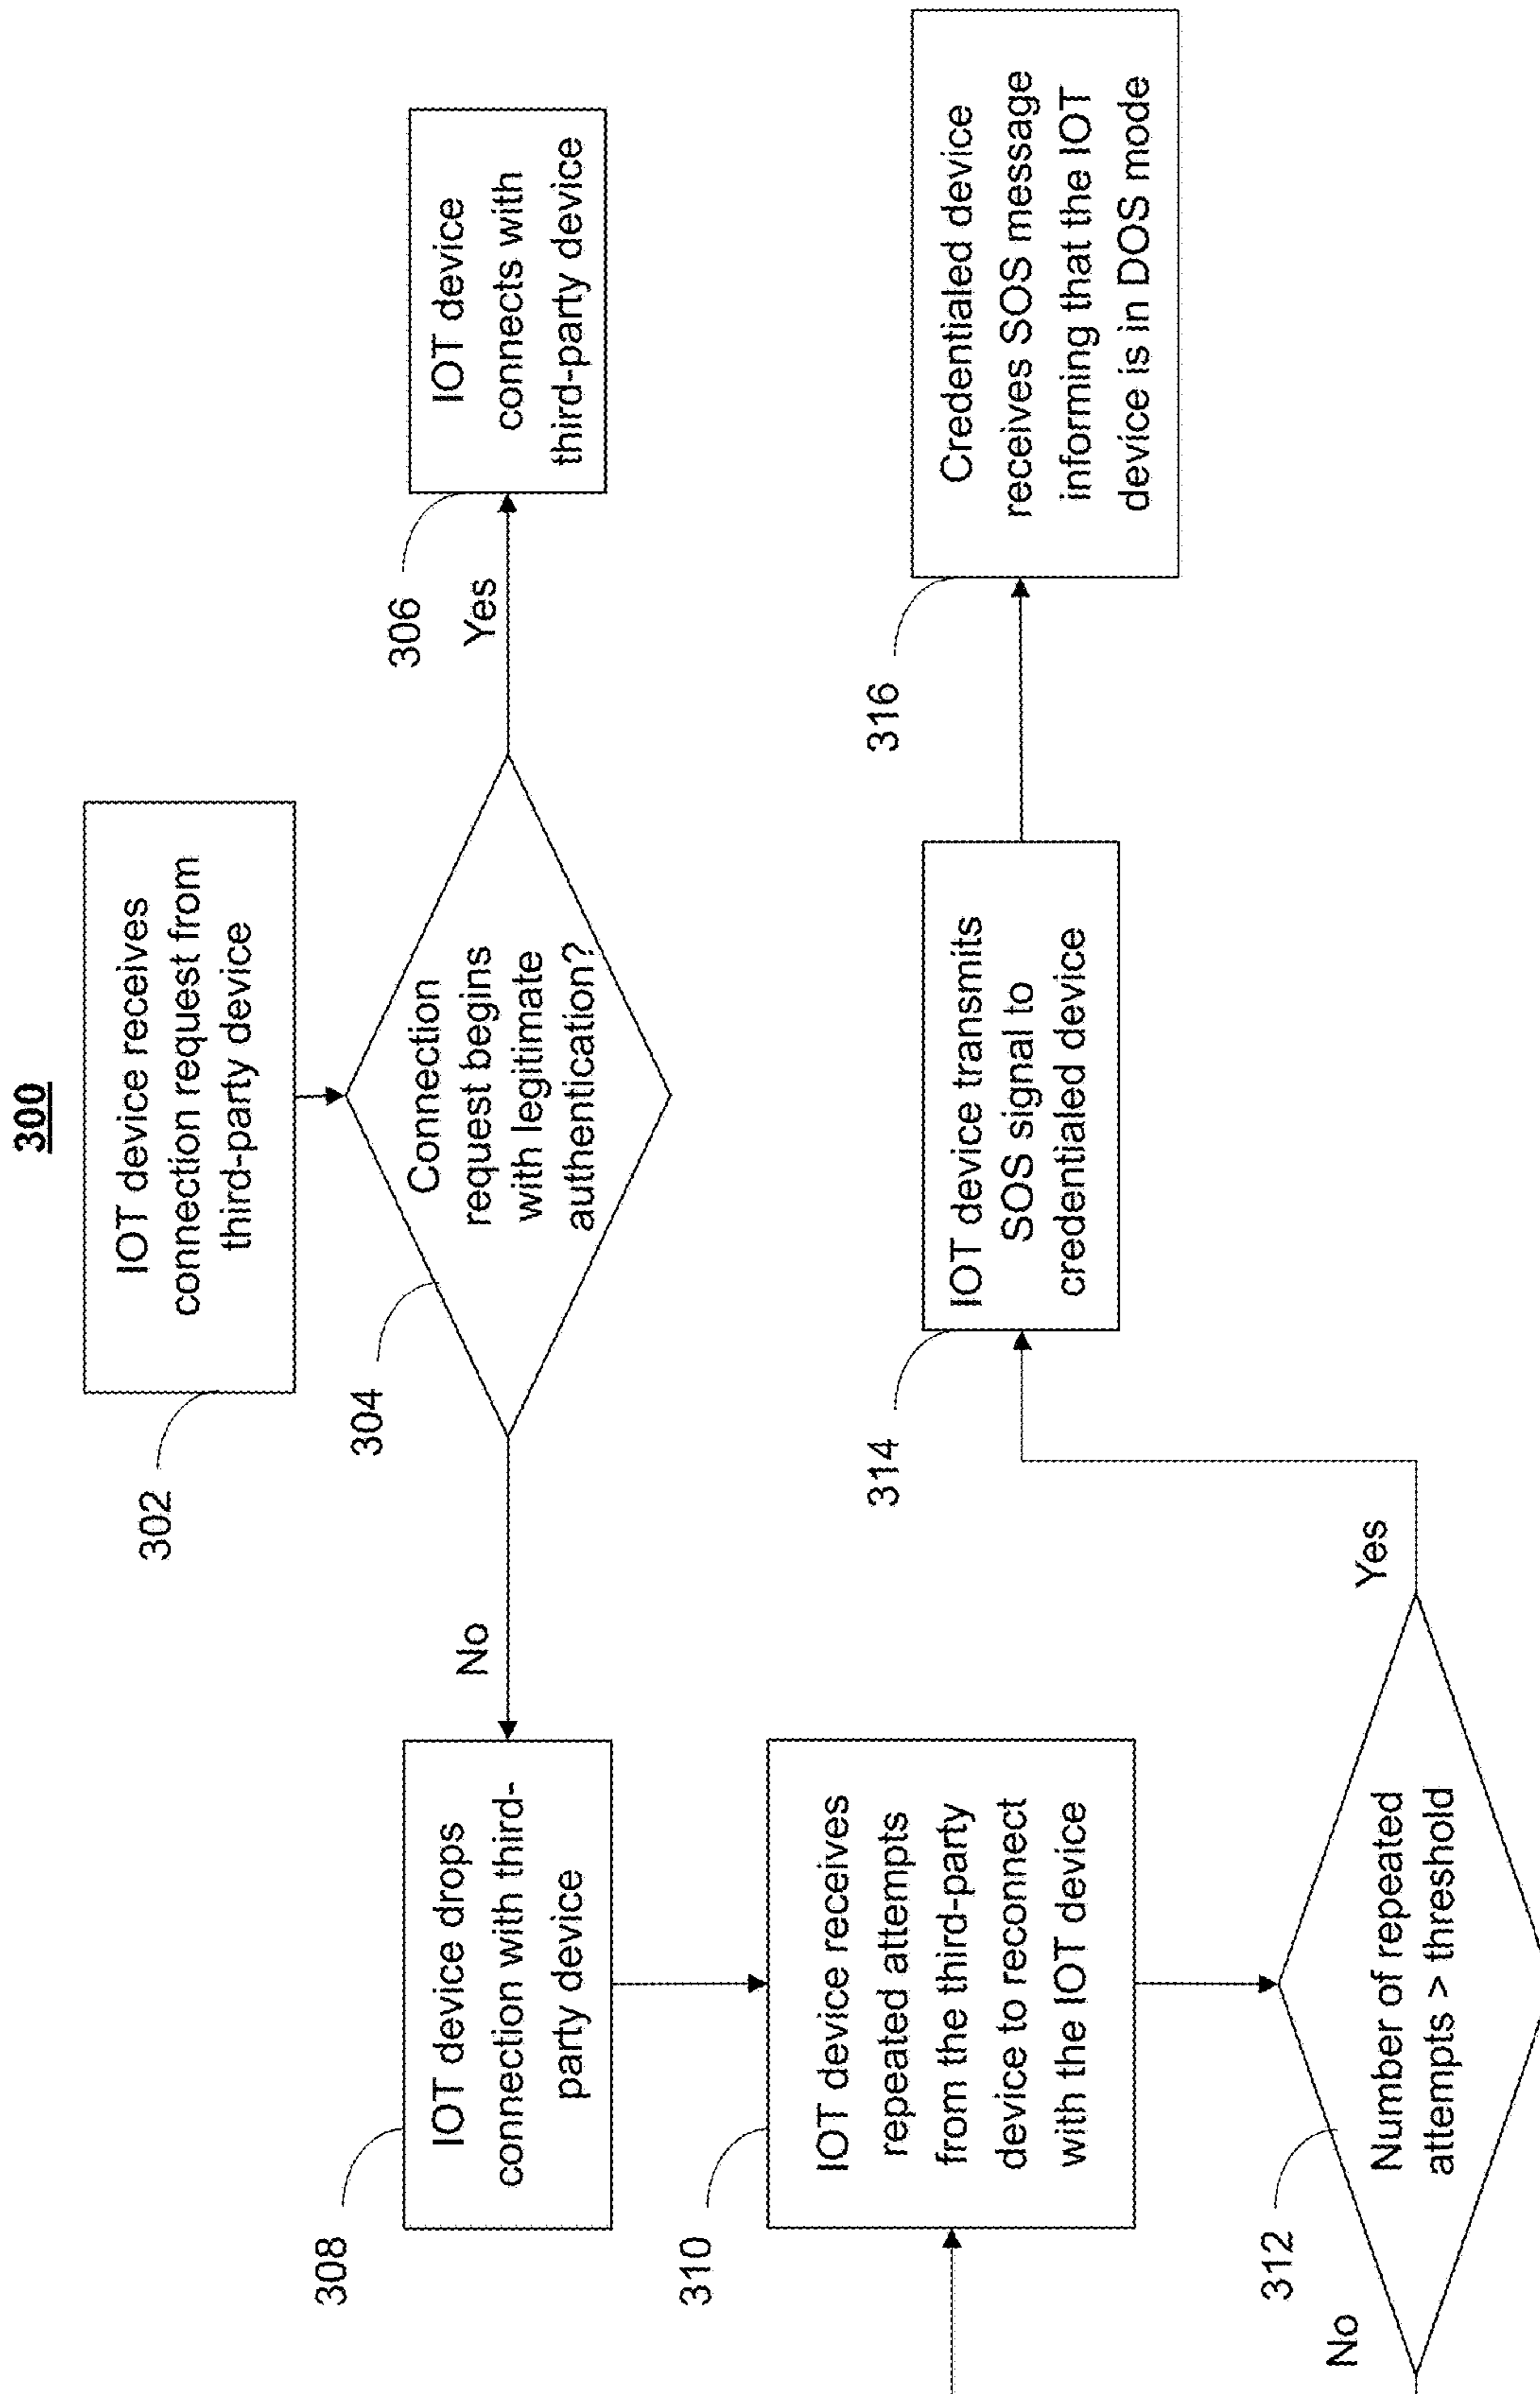 300
IOT device receives
connection request from
third-party device
302
Connection
request begins
with legitimate
authentication?
304
Yes
306
IOT device
connects with
third-party device
No
308
IOT device drops
connection with third-
party device
310
IOT device receives
repeated attempts
from the third-party
device to reconnect
with the IOT device
312
Number of repeated
attempts > threshold
No
Yes
314
IOT device transmits
SOS signal to
credentialed device
316
Credentialed device
receives SOS message
informing that the IOT
device is in DOS mode